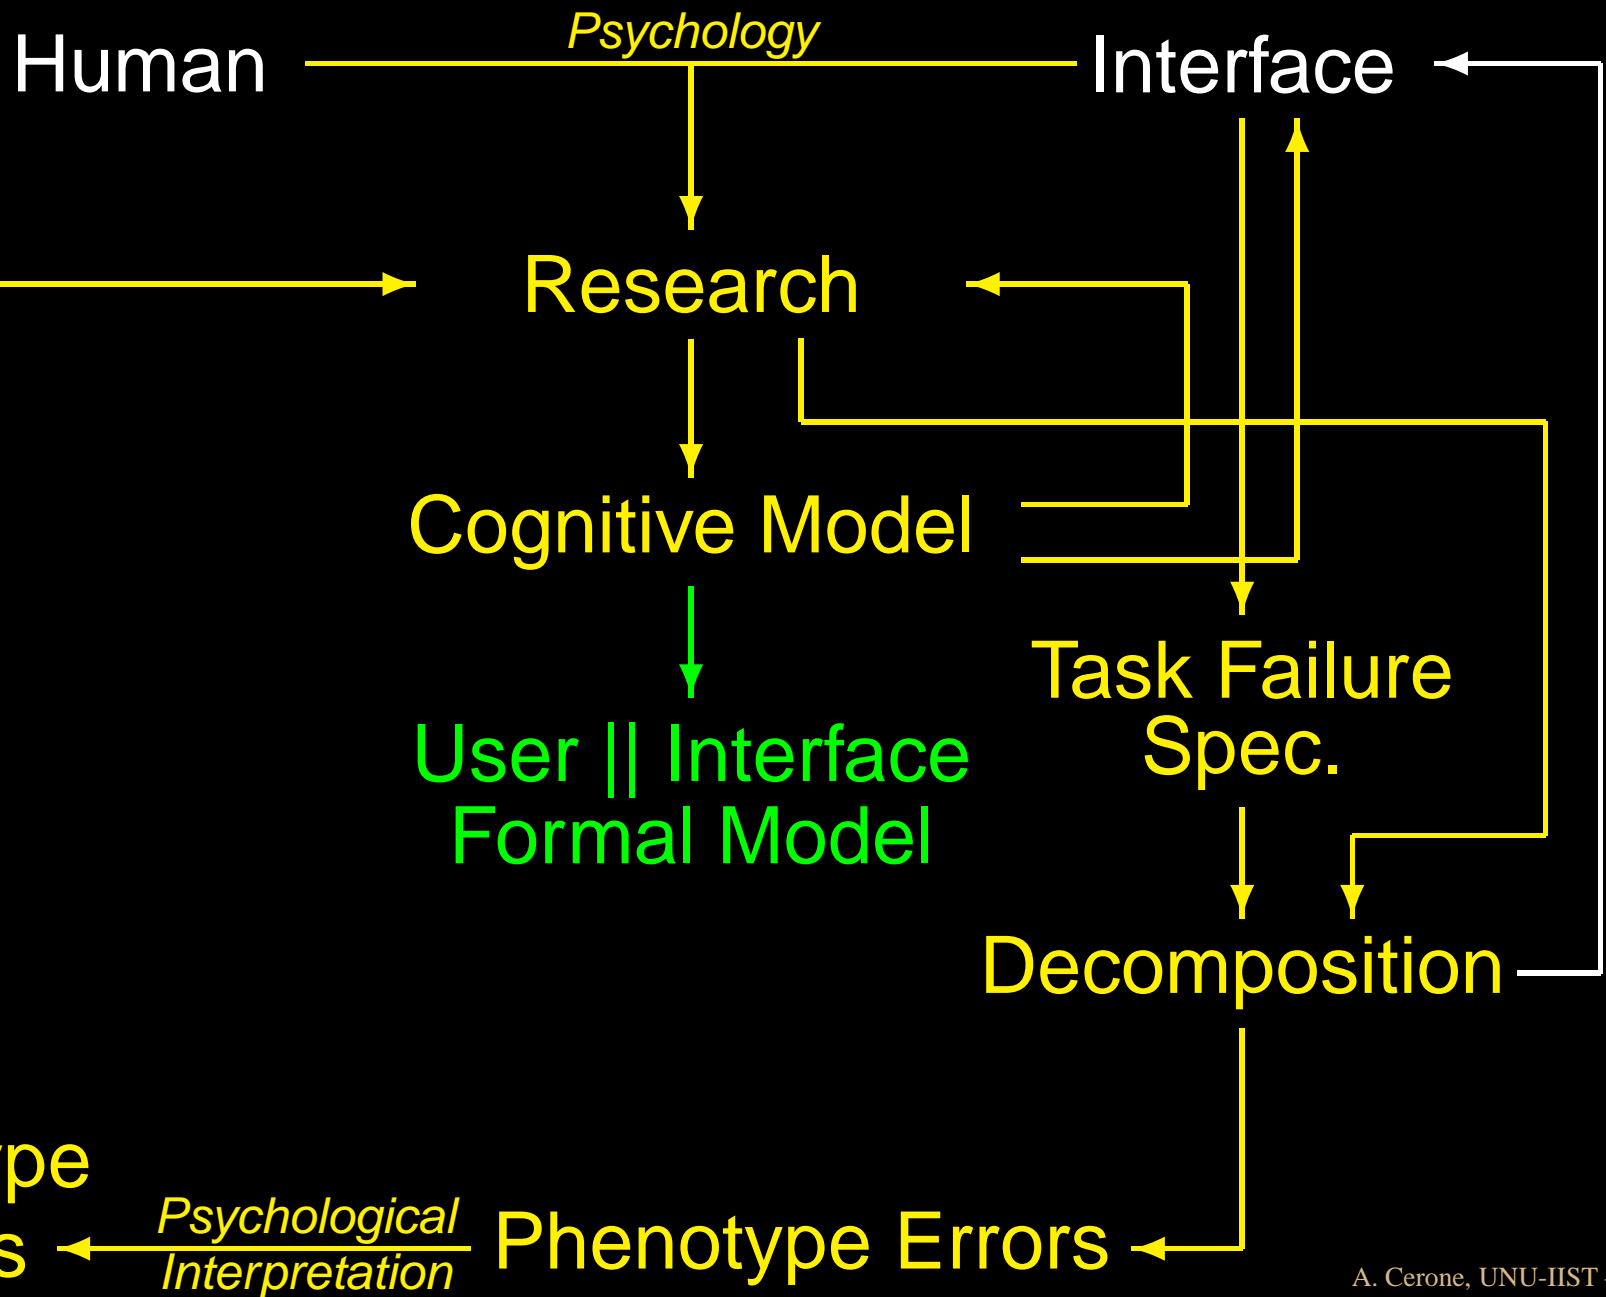 Psychology
Human
Interface
Research
Cognitive Model
Task Failure
Spec.
User || Interface
Formal Model
Decomposition
Psychological
Interpretation
Phenotype Errors
A. Cerone, UNU-IIST